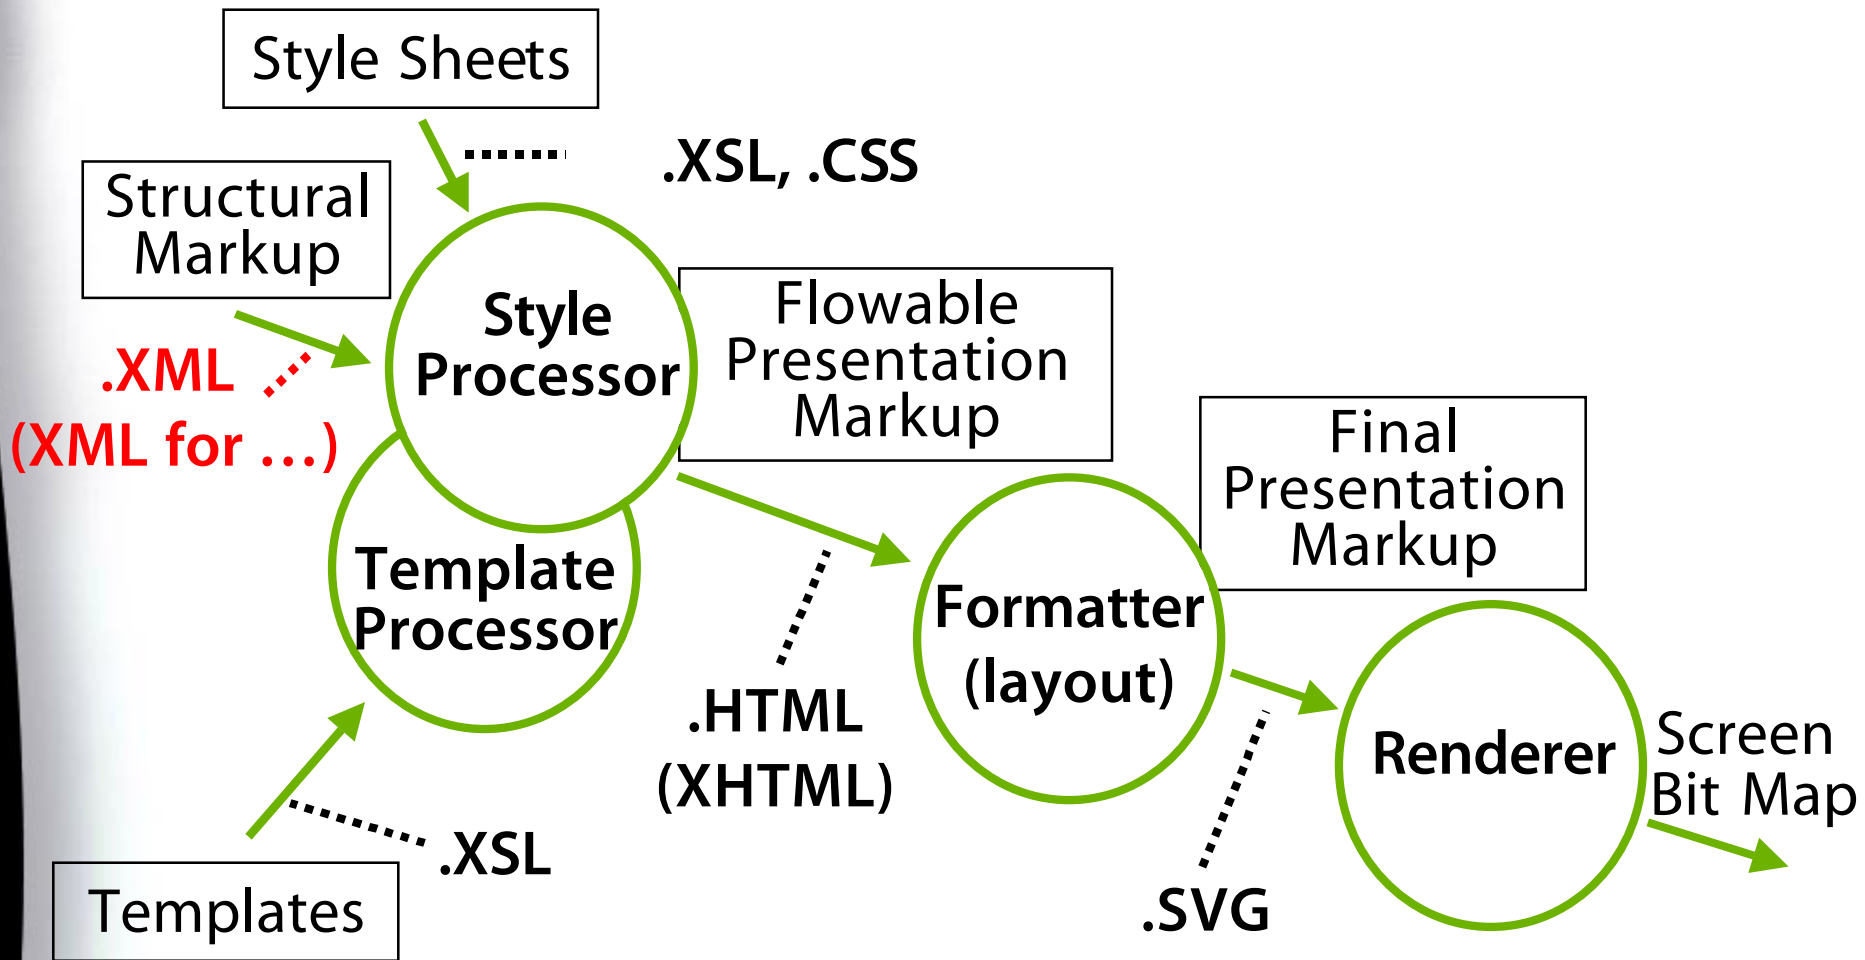 Style Sheets
.XSL, .CSS
Structural
Markup
Style
Processor
.XML
(XML for ...)
Flowable
Presentation
Markup
Final
Presentation
Markup
Template
Processor
Formatter
(layout)
.HTML
(XHTML)
Renderer
Screen
Bit Map
.XSL
.SVG
Templates